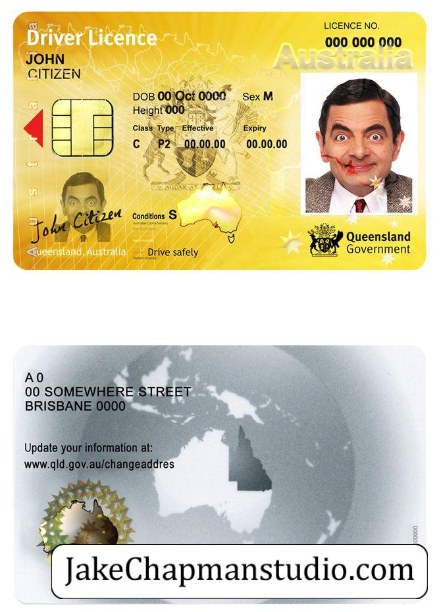 Driver Licence
LICENCE NO.
000 000 000
JOHN
CITIZEN
Australia
DOB 00 Oct 0000 Sex M
Height 000
Class Type Effective Expiry
C P2 00.00.00 00.00.00
Australia
John Citizen
Conditions S
Queensland, Australia
Drive safely
Queensland
Government
A 0
00 SOMEWHERE STREET
BRISBANE 0000
Update your information at:
www.qld.gov.au/changeaddres
JakeChapmanstudio.com